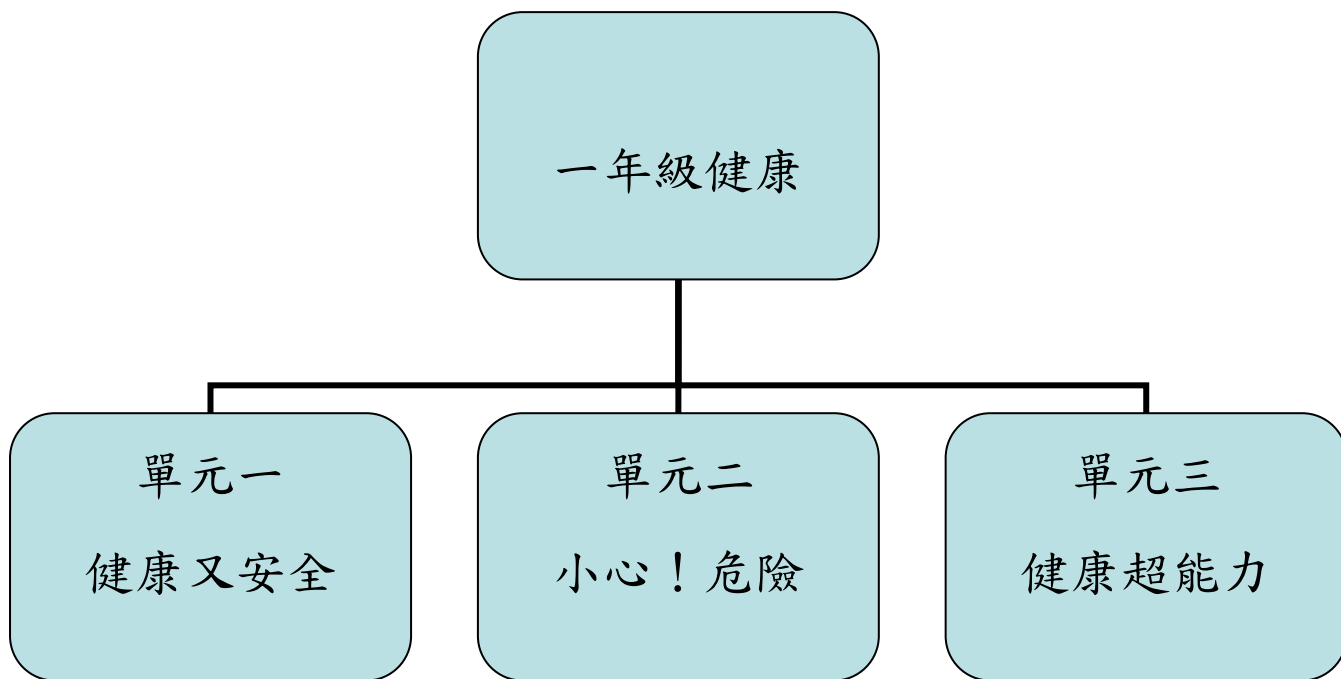 一年級健康
單元一
健康又安全
單元二
小心！危險
單元三
健康超能力